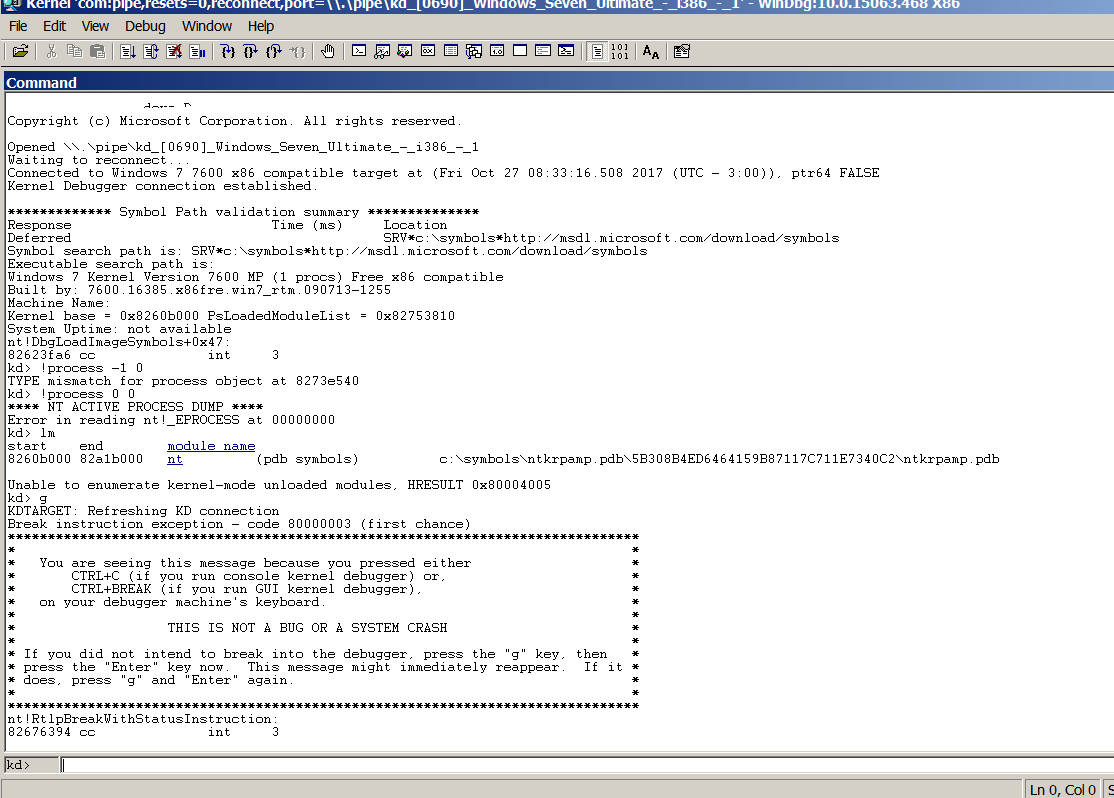 Kernel 'com:pipe,resets=0,reconnect,port=\\.\pipe\kd_[0690]_Windows_Seven_Ultimate_-_i386_-_1' - WinDbg:10.0.15063.468 X86
File Edit View Debug Window Help
Command
Copyright (c) Microsoft Corporation. All rights reserved.
Opened \\.\pipe\kd_[0690]_Windows_Seven_Ultimate_-_i386_-_1
Waiting to reconnect...
Connected to Windows 7 7600 x86 compatible target at (Fri Oct 27 08:33:16.508 2017 (UTC - 3:00)), ptr64 FALSE
Kernel Debugger connection established.
************* Symbol Path validation summary **************
Response Time (ms) Location
Deferred SRV*c:\symbols*http://msdl.microsoft.com/download/symbols
Symbol search path is: SRV*c:\symbols*http://msdl.microsoft.com/download/symbols
Executable search path is:
Windows 7 Kernel Version 7600 MP (1 procs) Free x86 compatible
Built by: 7600.16385.x86fre.win7_rtm.090713-1255
Machine Name:
Kernel base = 0x8260b000 PsLoadedModuleList = 0x82753810
System Uptime: not available
nt!DbgLoadImageSymbols+0x47:
82623fa6 cc int 3
kd> !process -1 0
TYPE mismatch for process object at 8273e540
kd> !process 0 0
**** NT ACTIVE PROCESS DUMP ****
Error in reading nt!_EPROCESS at 00000000
kd> lm
start end module name
8260b000 82a1b000 nt (pdb symbols) c:\symbols\ntkrpamp.pdb\5B308B4ED6464159B87117C711E7340C2\ntkrpamp.pdb
Unable to enumerate kernel-mode unloaded modules, HRESULT 0x80004005
kd> g
KDTARGET: Refreshing KD connection
Break instruction exception - code 80000003 (first chance)
*******************************************************************************
* *
* You are seeing this message because you pressed either *
* CTRL+C (if you run console kernel debugger) or, *
* CTRL+BREAK (if you run GUI kernel debugger), *
* on your debugger machine's keyboard. *
* *
* THIS IS NOT A BUG OR A SYSTEM CRASH *
* *
* If you did not intend to break into the debugger, press the "g" key, then *
* press the "Enter" key now. This message might immediately reappear. If it *
* does, press "g" and "Enter" again. *
* *
*******************************************************************************
nt!RtlpBreakWithStatusInstruction:
82676394 cc int 3
kd>
Ln 0, Col 0 S